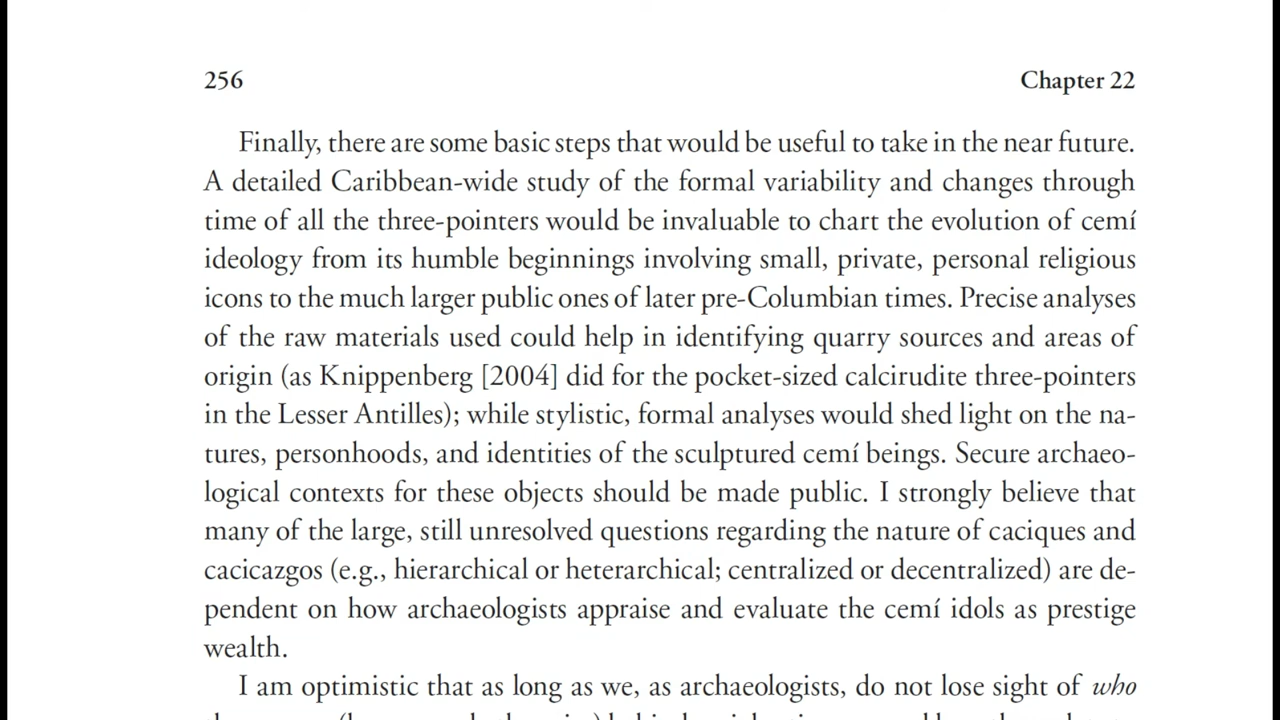 256 Chapter 22
Finally, there are some basic steps that would be useful to take in the near future.
A detailed Caribbean-wide study of the formal variability and changes through
time of all the three-pointers would be invaluable to chart the evolution of cemí
ideology from its humble beginnings involving small, private, personal religious
icons to the much larger public ones of later pre-Columbian times. Precise analyses
of the raw materials used could help in identifying quarry sources and areas of
origin (as Knippenberg [2004] did for the pocket-sized calcirudite three-pointers
in the Lesser Antilles); while stylistic, formal analyses would shed light on the na-
tures, personhoods, and identities of the sculptured cemí beings. Secure archaeo-
logical contexts for these objects should be made public. I strongly believe that
many of the large, still unresolved questions regarding the nature of caciques and
cacicazgos (e.g., hierarchical or heterarchical; centralized or decentralized) are de-
pendent on how archaeologists appraise and evaluate the cemí idols as prestige
wealth.
I am optimistic that as long as we, as archaeologists, do not lose sight of who